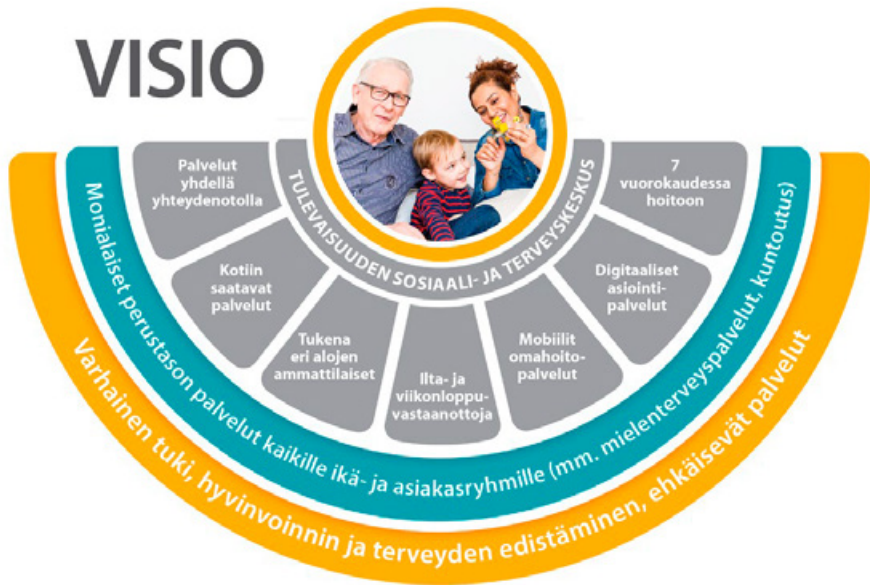 VISIO
TULEVAISUUDEN SOSIAALI- JA TERVEYSKESKUS
Palvelut
yhdellä
yhteydenotolla
Kotiin
saatavat
palvelut
Tukena
eri alojen
ammattilaiset
Ilta- ja
viikonloppu-
vastaanottoja
Mobiilit
omahoito-
palvelut
Digitaaliset
asiointi-
palvelut
7
vuorokaudessa
hoitoon
Monialaiset perustason palvelut kaikille ikä- ja asiakasryhmille (mm. mielenterveyspalvelut, kuntoutus)
Varhainen tuki, hyvinvoinnin ja terveyden edistäminen, ehkäisevät palvelut